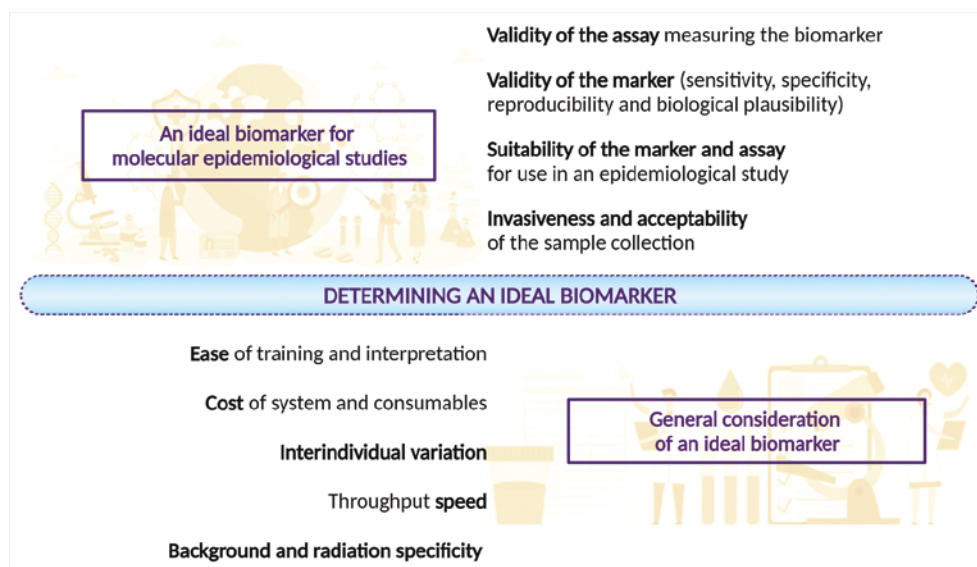 An ideal biomarker for
molecular epidemiological studies
Validity of the assay measuring the biomarker
Validity of the marker (sensitivity, specificity,
reproducibility and biological plausibility)
Suitability of the marker and assay
for use in an epidemiological study
Invasiveness and acceptability
of the sample collection
DETERMINING AN IDEAL BIOMARKER
Ease of training and interpretation
Cost of system and consumables
Interindividual variation
Throughput speed
Background and radiation specificity
General consideration
of an ideal biomarker